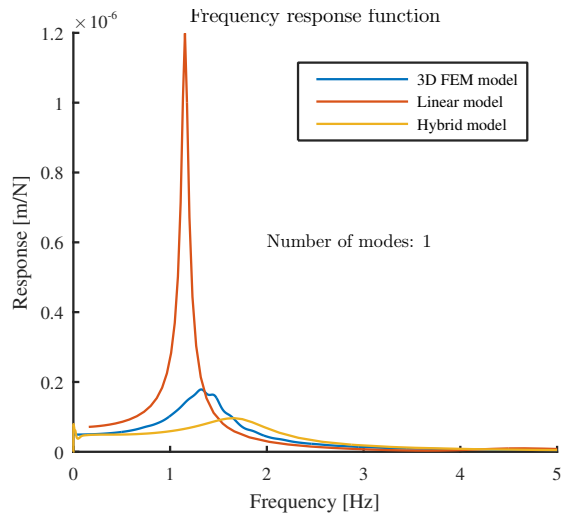 Frequency response function
× 10^-6
1.2
1
0.8
0.6
0.4
0.2
0
Response [m/N]
3D FEM model
Linear model
Hybrid model
Number of modes: 1
0 1 2 3 4 5
Frequency [Hz]